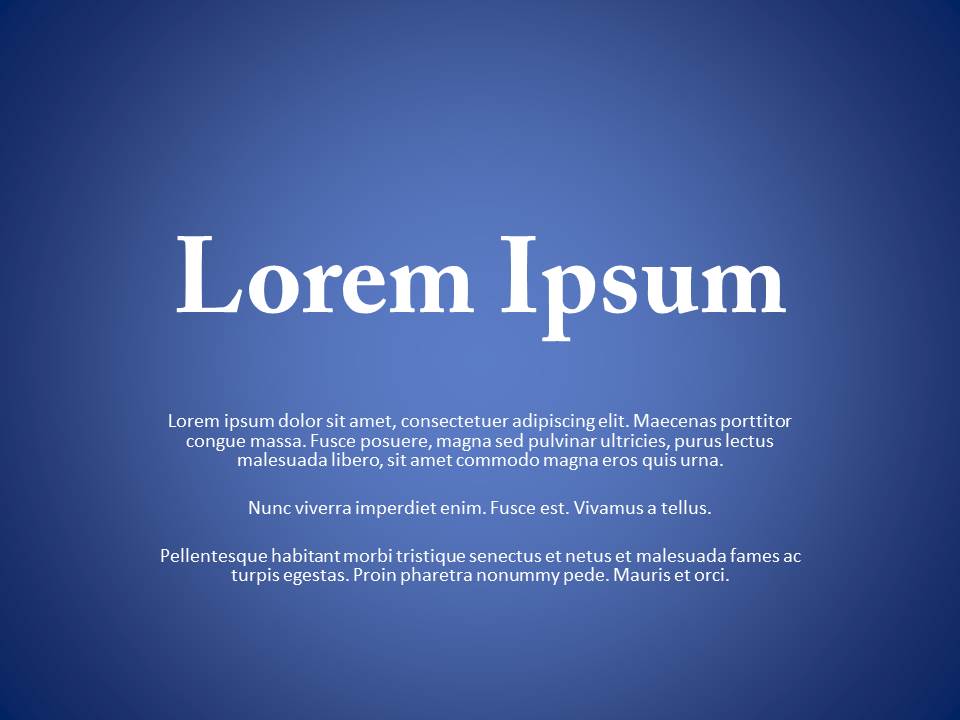 Lorem Ipsum
Lorem ipsum dolor sit amet, consectetuer adipiscing elit. Maecenas porttitor
congue massa. Fusce posuere, magna sed pulvinar ultricies, purus lectus
malesuada libero, sit amet commodo magna eros quis urna.
Nunc viverra imperdiet enim. Fusce est. Vivamus a tellus.
Pellentesque habitant morbi tristique senectus et netus et malesuada fames ac
turpis egestas. Proin pharetra nonummy pede. Mauris et orci.